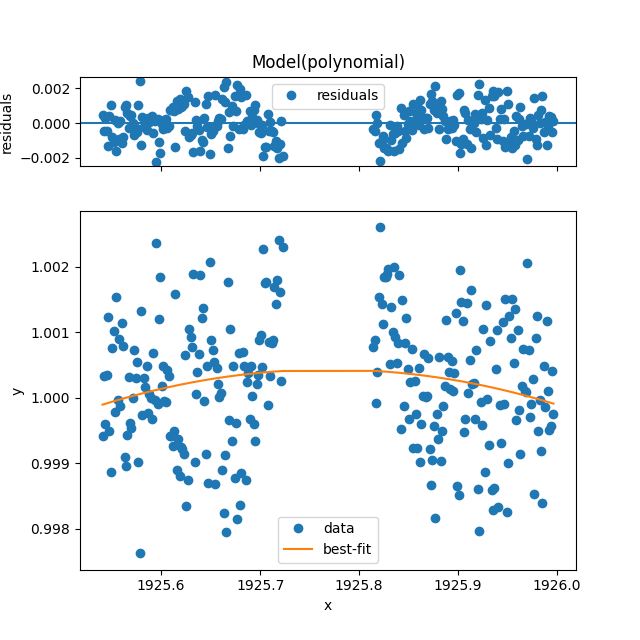 Model(polynomial)
residuals
0.002
0.000
−0.002
residuals
y
1.002
1.001
1.000
0.999
0.998
data
best-fit
1925.6 1925.7 1925.8 1925.9 1926.0
x